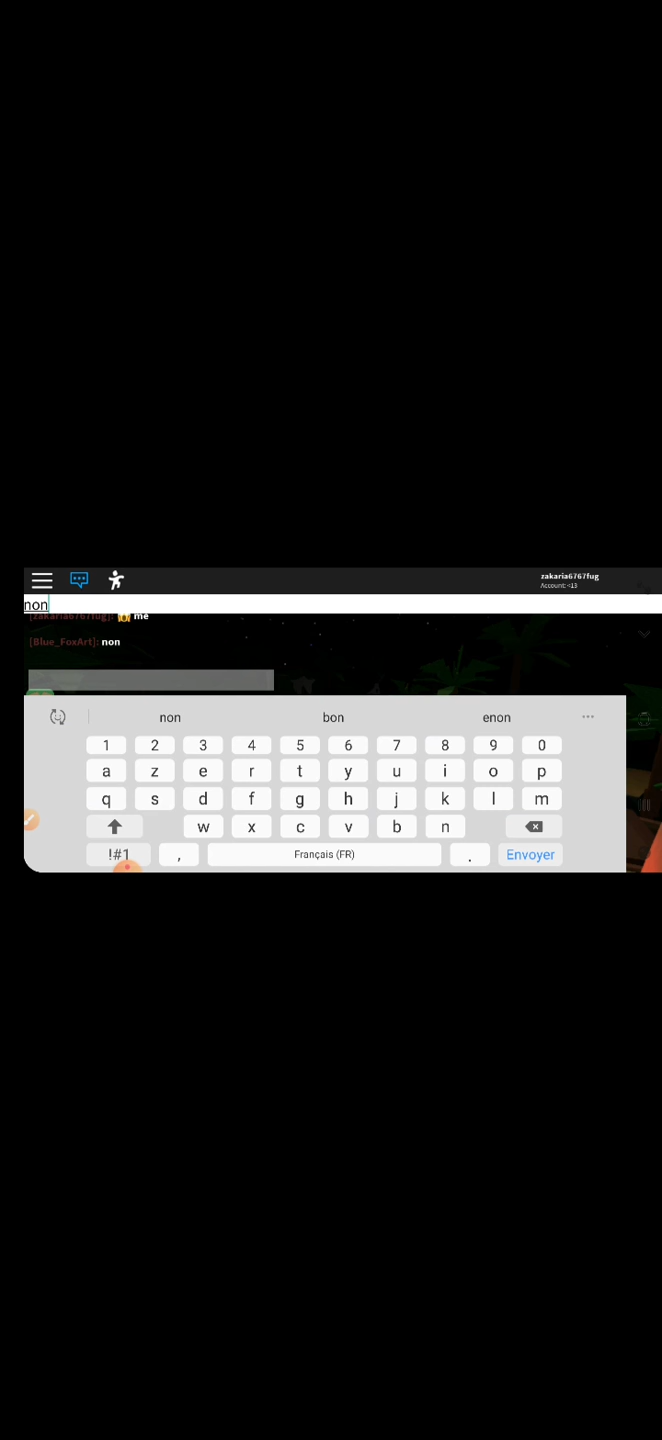 zakaria6767fug
Account: <13
non
[zakaria6767fug]: me
[Blue_FoxArt]: non
non bon enon ...
1 2 3 4 5 6 7 8 9 0
a z e r t y u i o p
q s d f g h j k l m
w x c v b n
!#1 , Français (FR) . Envoyer